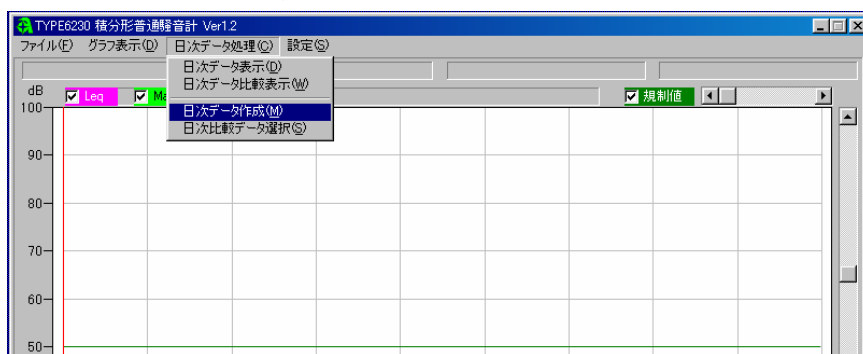 TYPE6230 積分形普通騒音計 Ver1.2
ファイル(F) グラフ表示(D) 日次データ処理(C) 設定(S)
日次データ表示(D)
日次データ比較表示(W)
日次データ作成(M)
日次比較データ選択(S)
dB
Leq
規制値
100
90
80
70
60
50